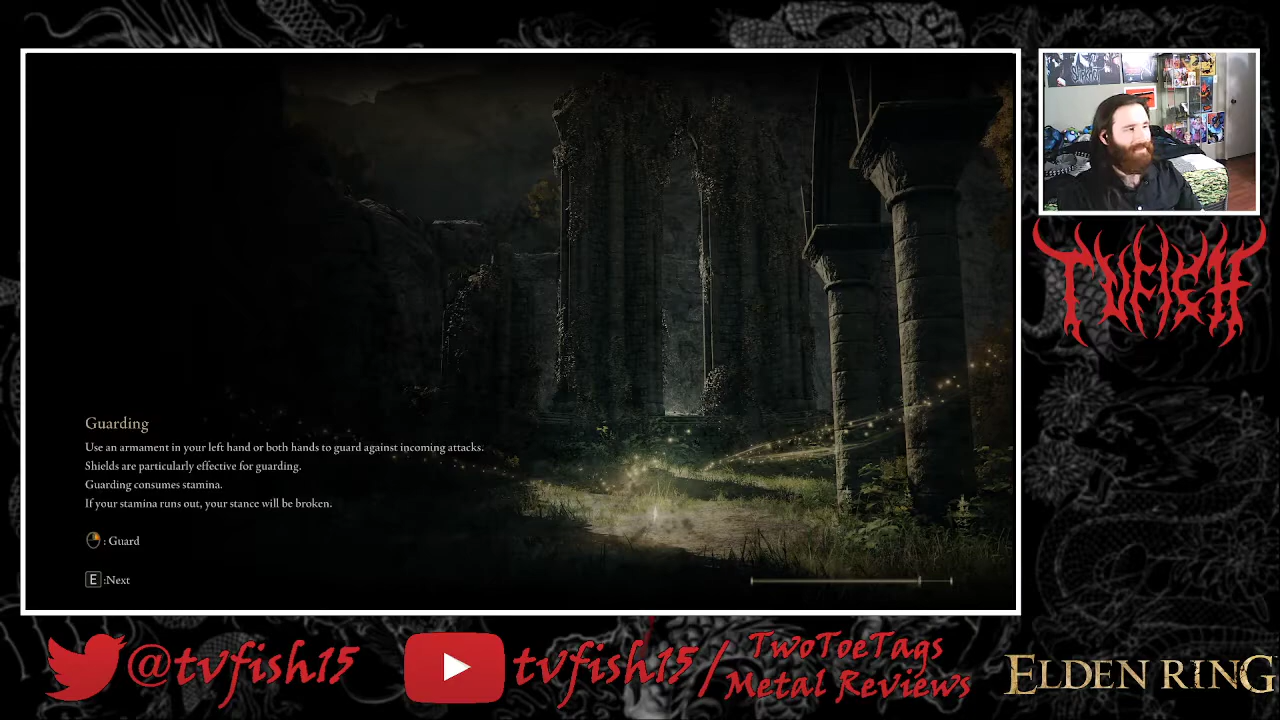 SLIPKNOT
TVFISH
Guarding
Use an armament in your left hand or both hands to guard against incoming attacks.
Shields are particularly effective for guarding.
Guarding consumes stamina.
If your stamina runs out, your stance will be broken.
: Guard
E :Next
@tvfish15
tvfish15 / TwoToeTags
Metal Reviews
ELDEN RING